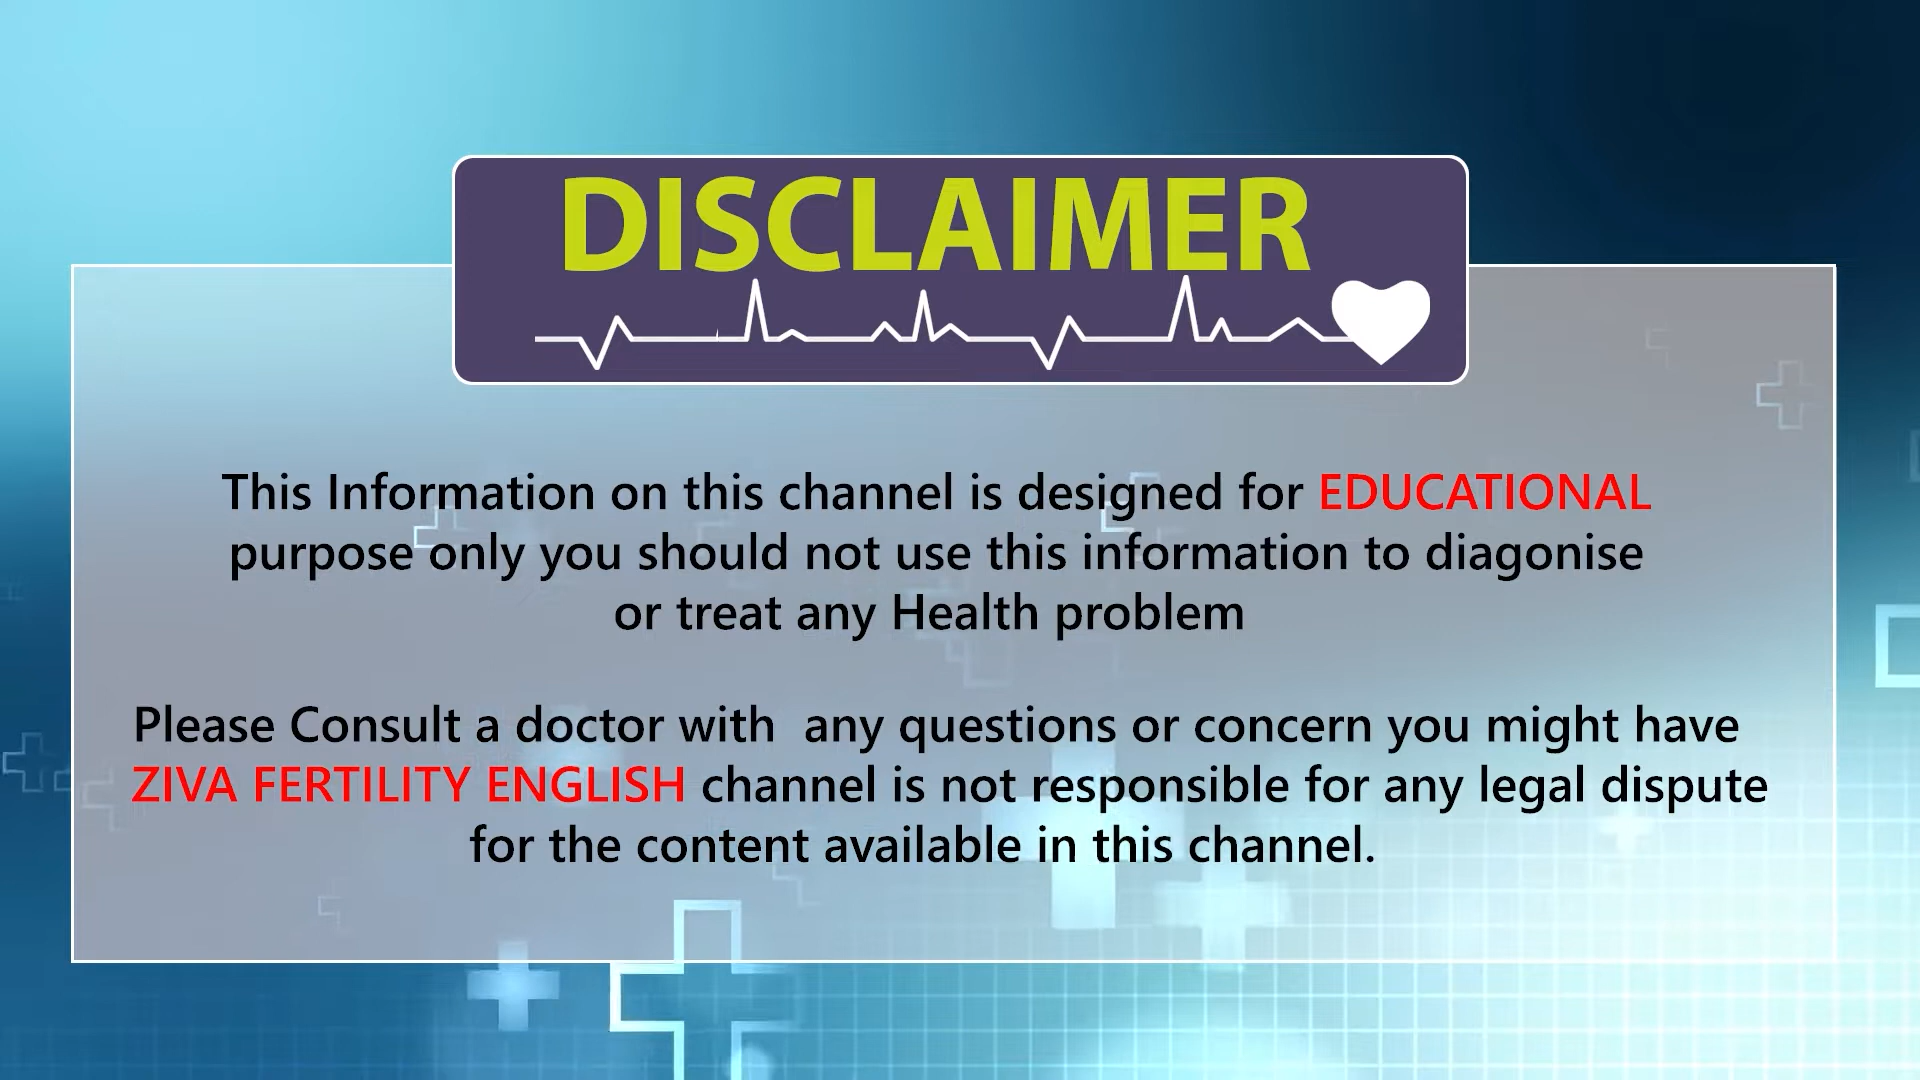 DISCLAIMER
This Information on this channel is designed for EDUCATIONAL
purpose only you should not use this information to diagonise
or treat any Health problem
Please Consult a doctor with  any questions or concern you might have
ZIVA FERTILITY ENGLISH channel is not responsible for any legal dispute
for the content available in this channel.